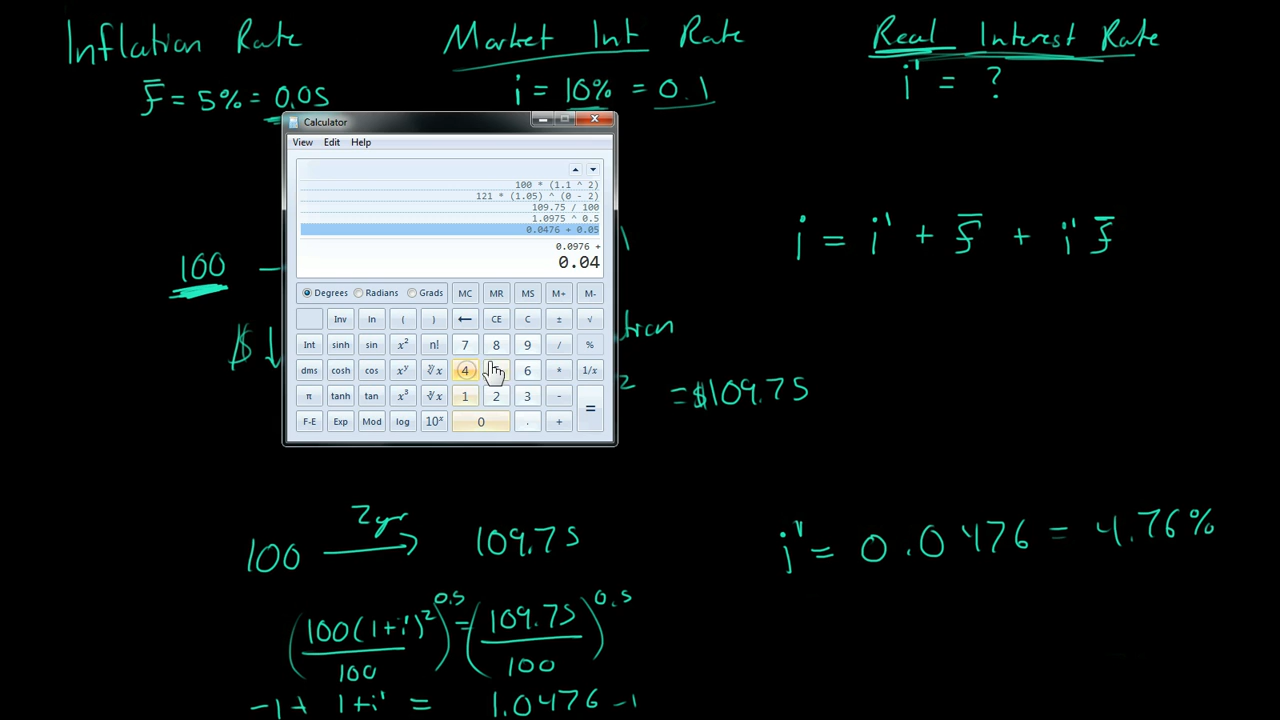 Inflation Rate
Market Int Rate
Real Interest Rate
f̅ = 5% = 0.05
i = 10% = 0.1
i' = ?
Calculator
View Edit Help
100 * (1.1 ^ 2)
121 * (1.05) ^ (0 - 2)
109.75 / 100
1.0975 ^ 0.5
0.0476 + 0.05
0.0976 +
0.04
Degrees Radians Grads MC MR MS M+ M-
Inv ln ( ) ← CE C ± √
Int sinh sin x² n! 7 8 9 / %
dms cosh cos xʸ ʸ√x 4 6 * 1/x
π tanh tan x³ ³√x 1 2 3 - =
F-E Exp Mod log 10ˣ 0 . +
i = i' + f̅ + i' f̅
100
$ ↓
2 = $109.75
100 2yr → 109.75
i' = 0.0476 = 4.76%
(100(1+i')²/100)^0.5 = (109.75/100)^0.5
-1+ 1+i' = 1.0476 -1